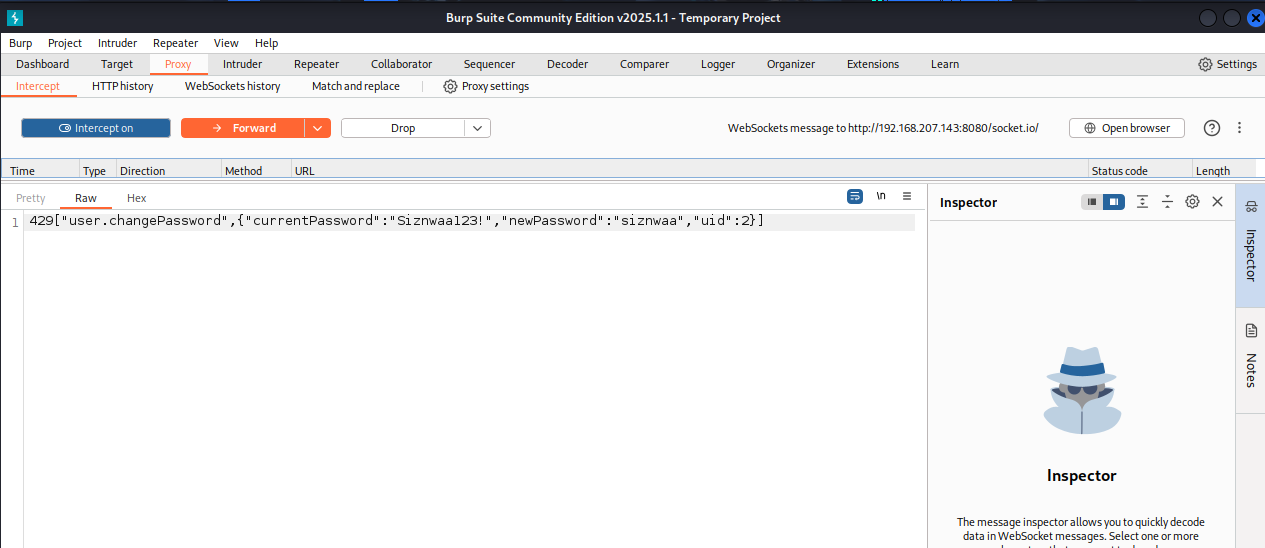 Burp Suite Community Edition v2025.1.1 - Temporary Project
Burp Project Intruder Repeater View Help
Dashboard Target Proxy Intruder Repeater Collaborator Sequencer Decoder Comparer Logger Organizer Extensions Learn Settings
Intercept HTTP history WebSockets history Match and replace Proxy settings
Intercept on Forward Drop WebSockets message to http://192.168.207.143:8080/socket.io/ Open browser
Time Type Direction Method URL Status code Length
Pretty Raw Hex \n
Inspector
1 429["user.changePassword",{"currentPassword":"Siznwaa123!","newPassword":"siznwaa","uid":2}]
Inspector
Notes
Inspector
The message inspector allows you to quickly decode
data in WebSocket messages. Select one or more